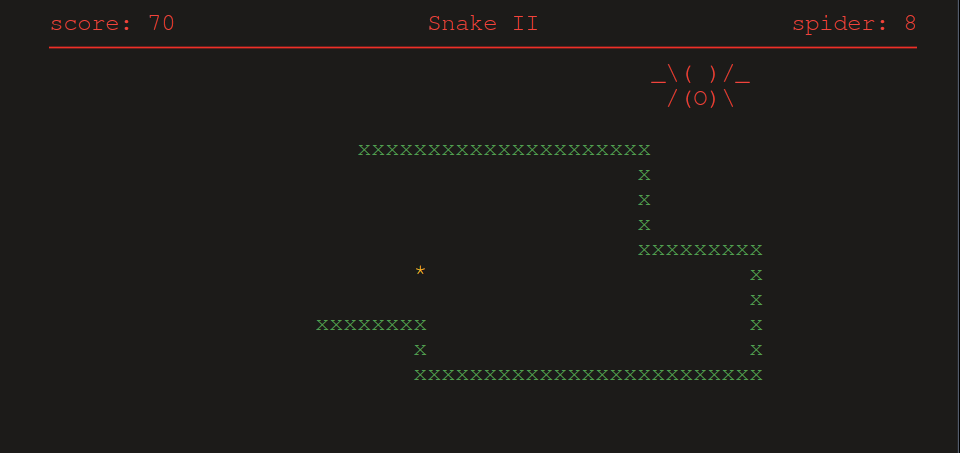 score: 70 Snake II spider: 8
_\( )/_
/(O)\
xxxxxxxxxxxxxxxxxxxxx
x
x
x
xxxxxxxxx
* x
x
xxxxxxxx x
x x
xxxxxxxxxxxxxxxxxxxxxxxxx